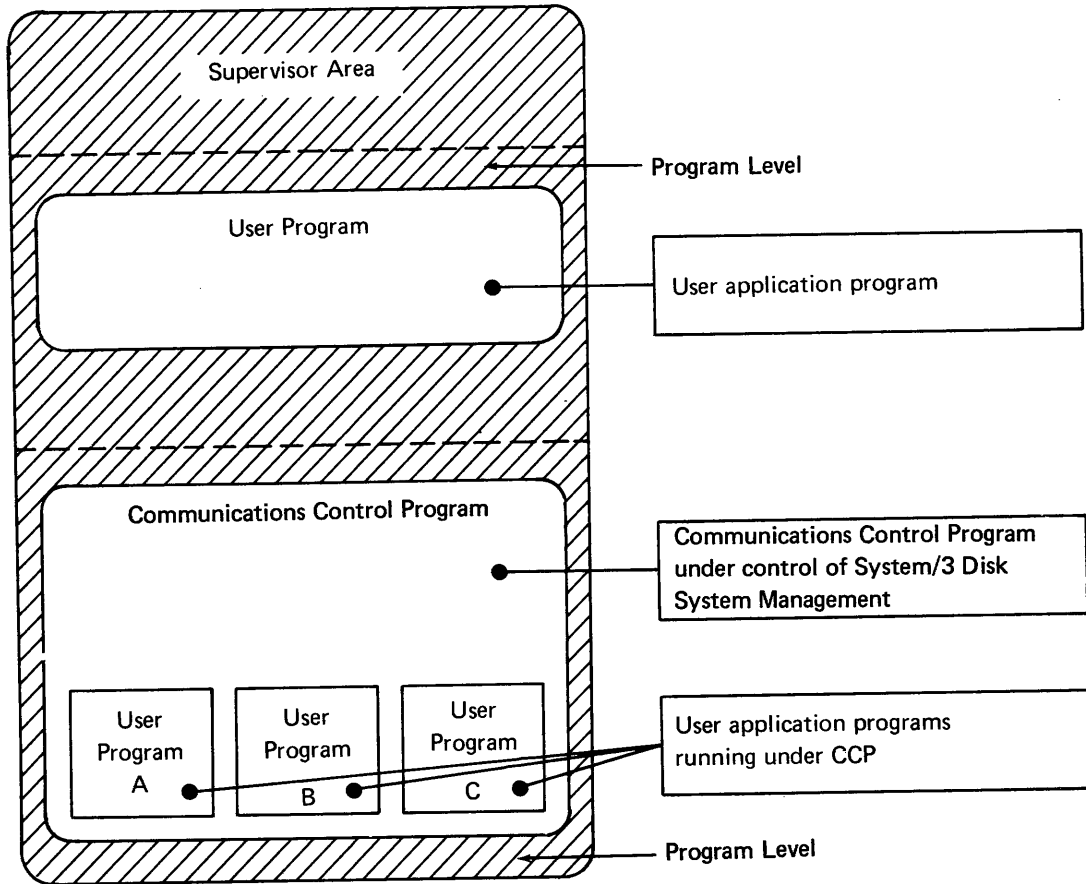 Supervisor Area
Program Level
User Program
User application program
Communications Control Program
Communications Control Program
under control of System/3 Disk
System Management
User
Program
A
User
Program
B
User
Program
C
User application programs
running under CCP
Program Level